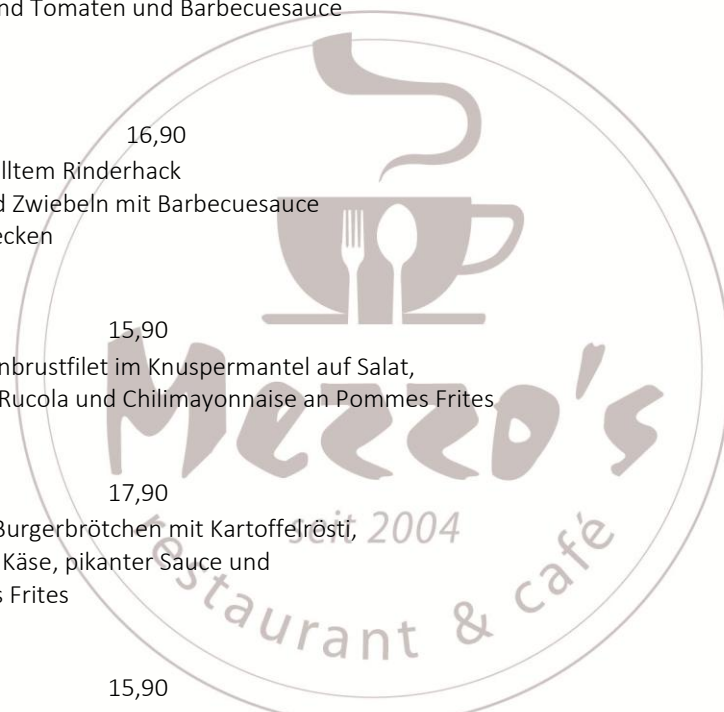 nd Tomaten und Barbecuesauce
16,90
lltem Rinderhack
d Zwiebeln mit Barbecuesauce
ecken
15,90
nbrustfilet im Knuspermantel auf Salat,
Rucola und Chilimayonnaise an Pommes Frites
17,90
Burgerbrötchen mit Kartoffelrösti,
Käse, pikanter Sauce und
s Frites
15,90
Mezzo's
seit 2004
restaurant & café